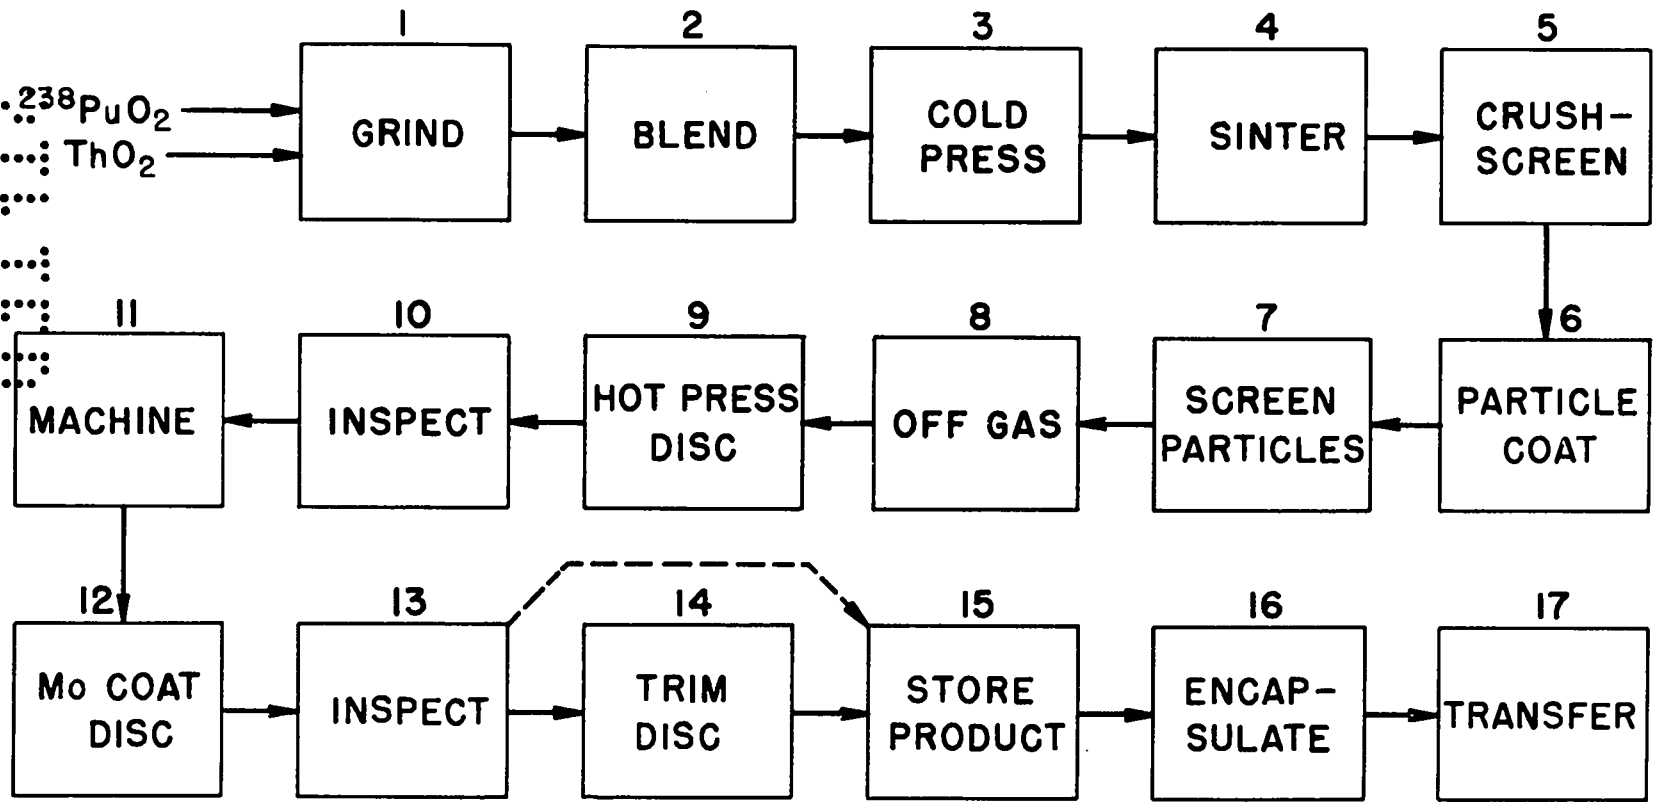 1 2 3 4 5
²³⁸PuO₂
ThO₂
GRIND
BLEND
COLD
PRESS
SINTER
CRUSH-
SCREEN
6
PARTICLE
COAT
7
SCREEN
PARTICLES
8
OFF GAS
9
HOT PRESS
DISC
10
INSPECT
11
MACHINE
12
Mo COAT
DISC
13
INSPECT
14
TRIM
DISC
15
STORE
PRODUCT
16
ENCAP-
SULATE
17
TRANSFER